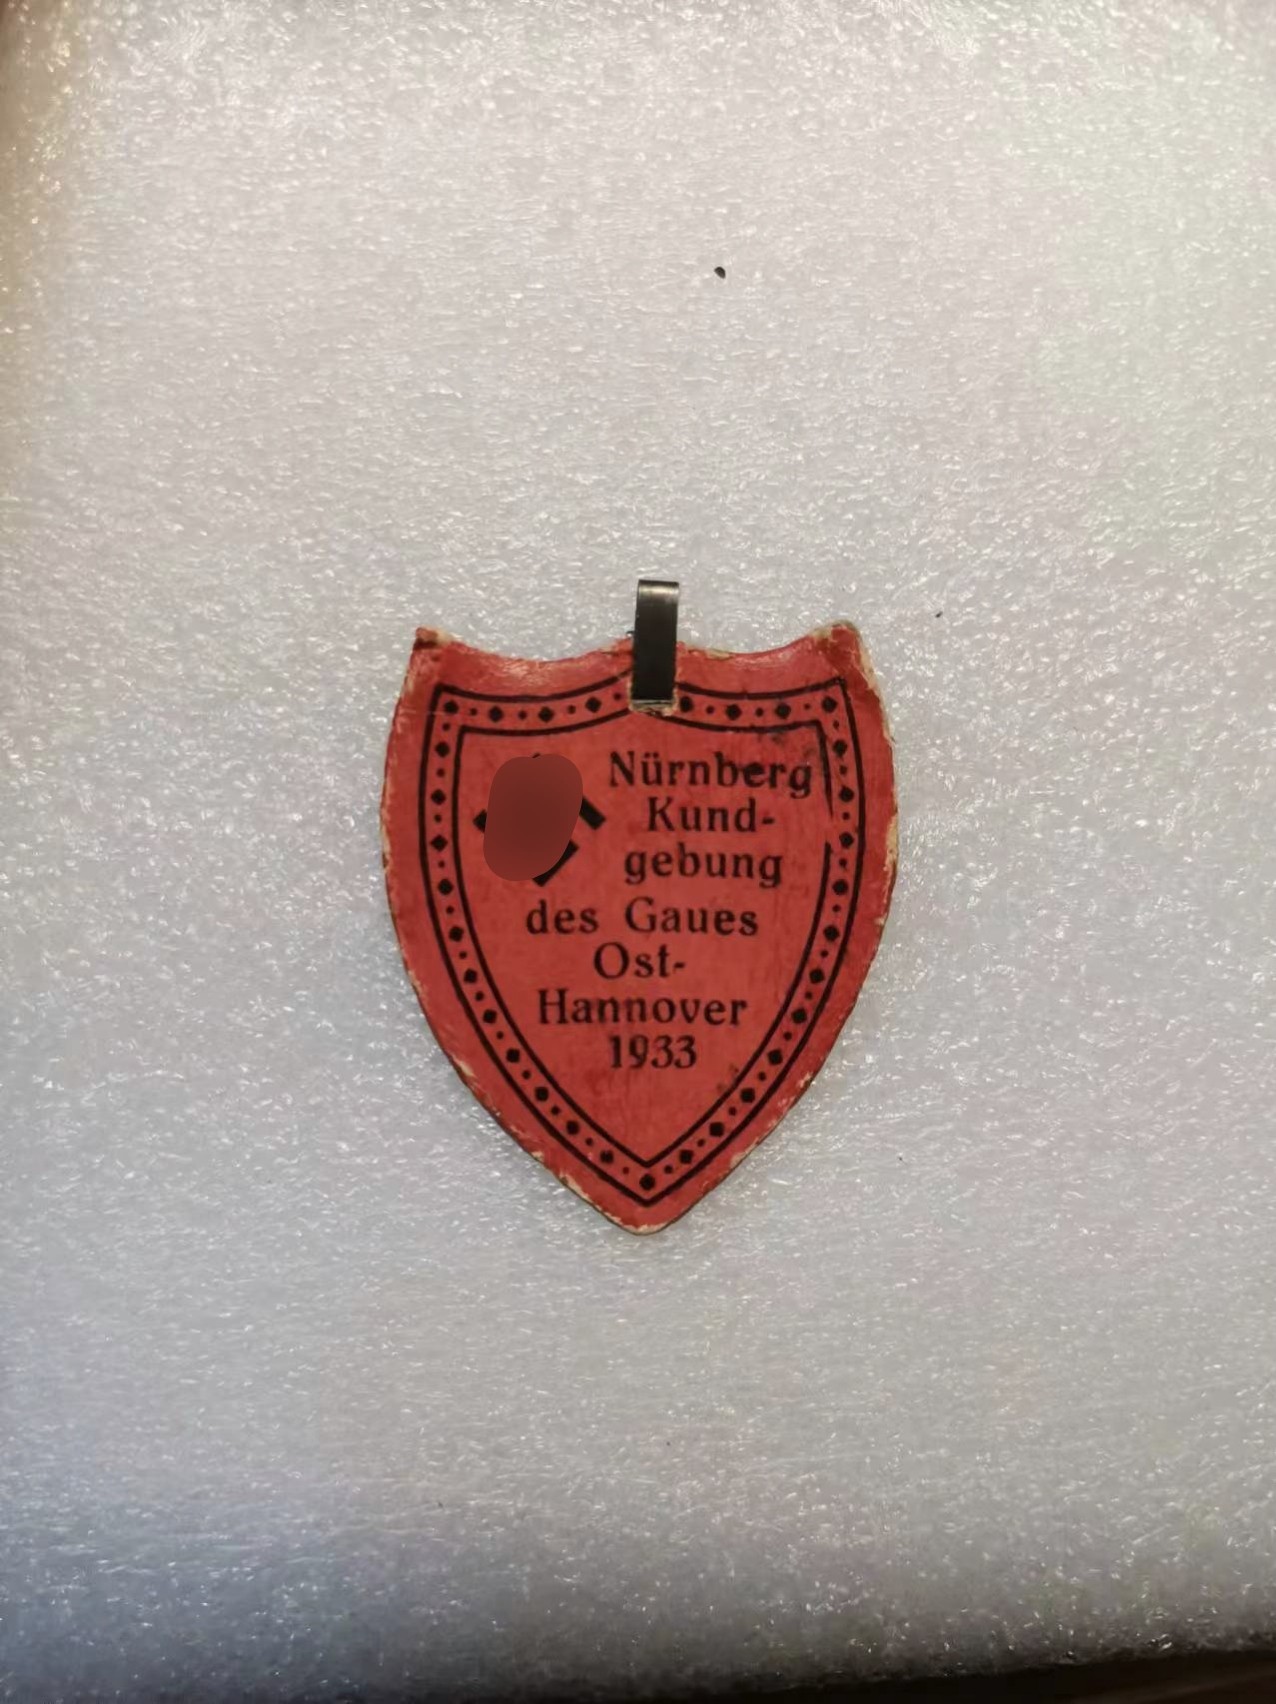 Nürnberg
Kund-
gebung
des Gaues
Ost-
Hannover
1933